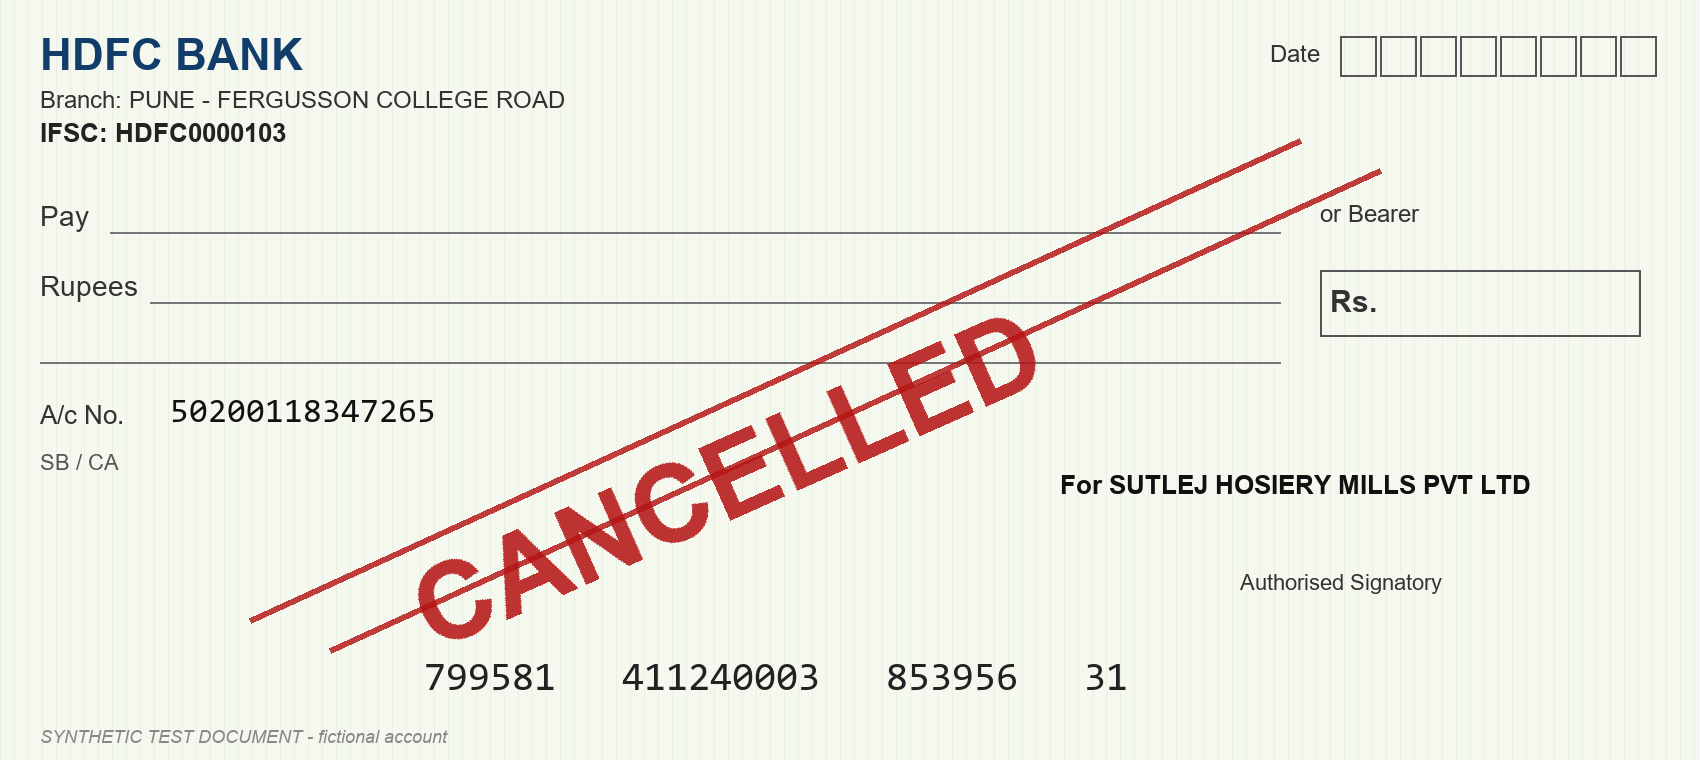 HDFC BANK
Date
Branch: PUNE - FERGUSSON COLLEGE ROAD
IFSC: HDFC0000103
Pay
or Bearer
Rupees
Rs.
A/c No. 50200118347265
SB / CA
CANCELLED
For SUTLEJ HOSIERY MILLS PVT LTD
Authorised Signatory
799581 411240003 853956 31
SYNTHETIC TEST DOCUMENT - fictional account